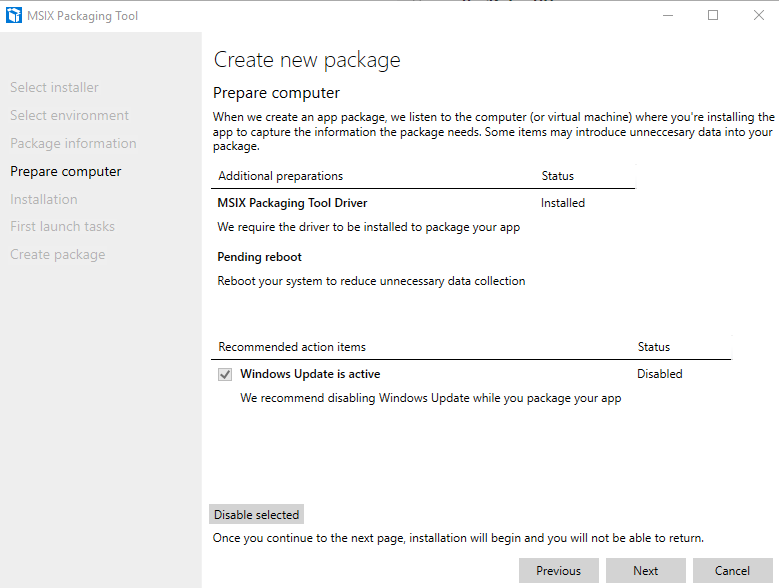 MSIX Packaging Tool
Create new package
Select installer
Select environment
Package information
Prepare computer
Installation
First launch tasks
Create package
Prepare computer
When we create an app package, we listen to the computer (or virtual machine) where you're installing the
app to capture the information the package needs. Some items may introduce unneccesary data into your
package.
Additional preparations Status
MSIX Packaging Tool Driver Installed
We require the driver to be installed to package your app
Pending reboot
Reboot your system to reduce unnecessary data collection
Recommended action items Status
Windows Update is active Disabled
We recommend disabling Windows Update while you package your app
Disable selected
Once you continue to the next page, installation will begin and you will not be able to return.
Previous Next Cancel